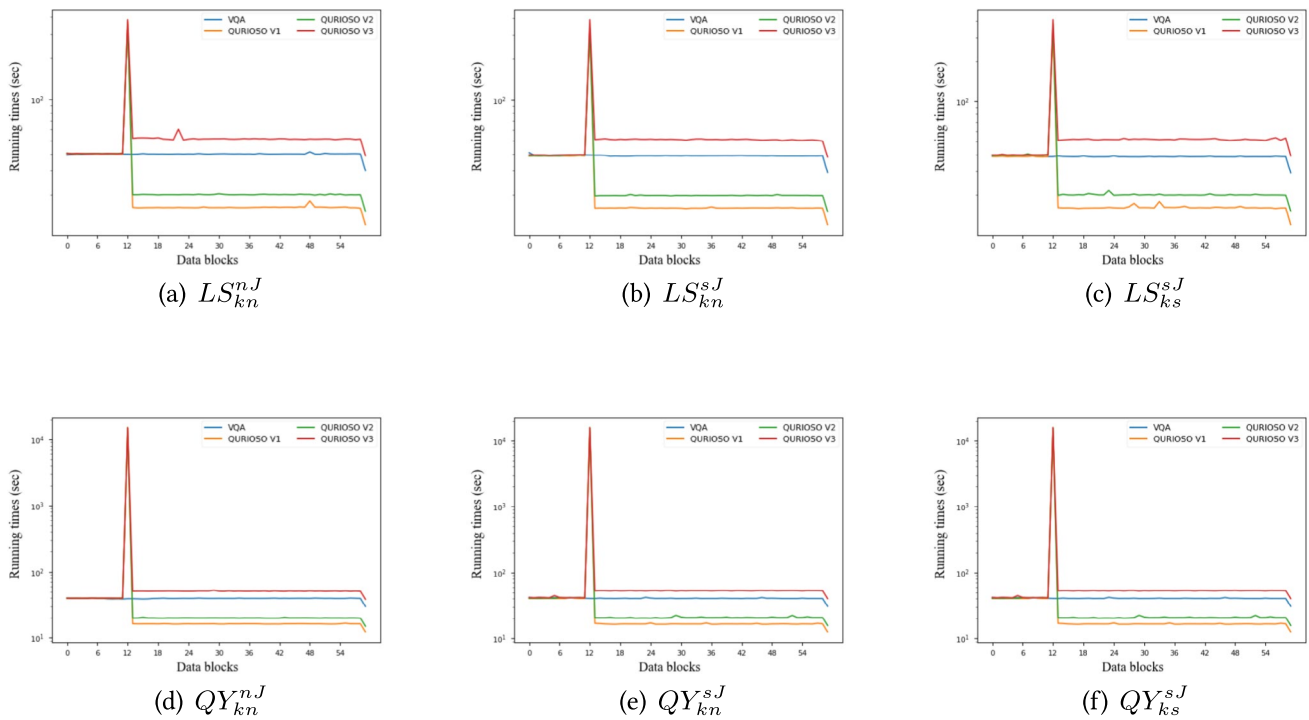 VQA QURIOSO V2
QURIOSO V1 QURIOSO V3
Running times (sec)
10²
0 6 12 18 24 30 36 42 48 54
Data blocks
(a) LS_{kn}^{nJ}
VQA QURIOSO V2
QURIOSO V1 QURIOSO V3
Running times (sec)
10²
0 6 12 18 24 30 36 42 48 54
Data blocks
(b) LS_{kn}^{sJ}
VQA QURIOSO V2
QURIOSO V1 QURIOSO V3
Running times (sec)
10²
0 6 12 18 24 30 36 42 48 54
Data blocks
(c) LS_{ks}^{sJ}
VQA QURIOSO V2
QURIOSO V1 QURIOSO V3
Running times (sec)
10⁴
10³
10²
10¹
0 6 12 18 24 30 36 42 48 54
Data blocks
(d) QY_{kn}^{nJ}
VQA QURIOSO V2
QURIOSO V1 QURIOSO V3
Running times (sec)
10⁴
10³
10²
10¹
0 6 12 18 24 30 36 42 48 54
Data blocks
(e) QY_{kn}^{sJ}
VQA QURIOSO V2
QURIOSO V1 QURIOSO V3
Running times (sec)
10⁴
10³
10²
10¹
0 6 12 18 24 30 36 42 48 54
Data blocks
(f) QY_{ks}^{sJ}